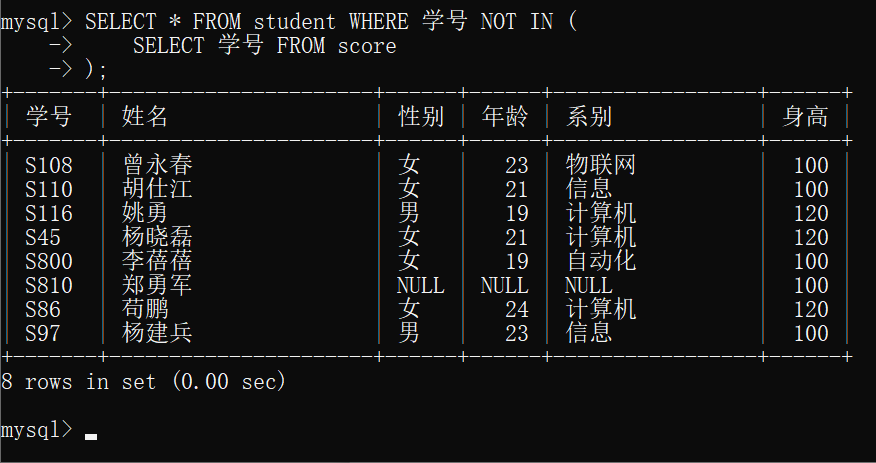 mysql> SELECT * FROM student WHERE 学号 NOT IN (
    ->     SELECT 学号 FROM score
    -> );
+-------+----------------------+------+------+----------------+------+
| 学号 | 姓名 | 性别 | 年龄 | 系别 | 身高 |
+-------+----------------------+------+------+----------------+------+
| S108 | 曾永春 | 女 | 23 | 物联网 | 100 |
| S110 | 胡仕江 | 女 | 21 | 信息 | 100 |
| S116 | 姚勇 | 男 | 19 | 计算机 | 120 |
| S45 | 杨晓磊 | 女 | 21 | 计算机 | 120 |
| S800 | 李蓓蓓 | 女 | 19 | 自动化 | 100 |
| S810 | 郑勇军 | NULL | NULL | NULL | 100 |
| S86 | 苟鹏 | 女 | 24 | 计算机 | 120 |
| S97 | 杨建兵 | 男 | 23 | 信息 | 100 |
+-------+----------------------+------+------+----------------+------+
8 rows in set (0.00 sec)
mysql>